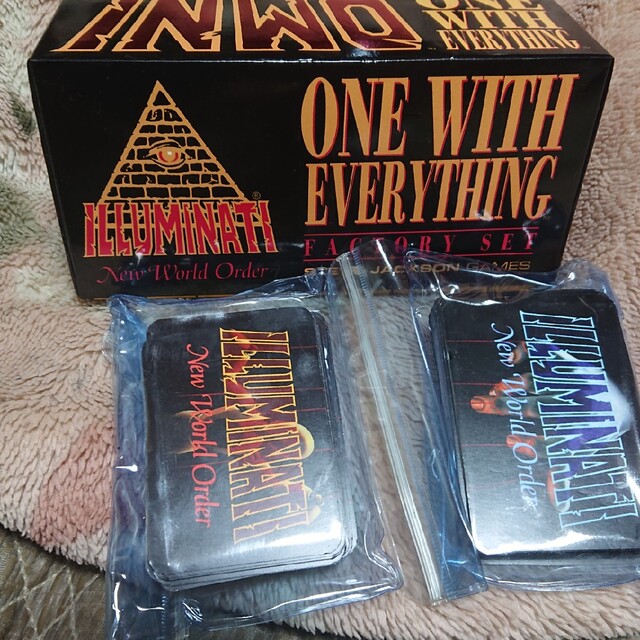 INWO
ONE
WITH
EVERYTHING
ILLUMINATI®
New World Order
ONE WITH
EVERYTHING
FACTORY SET
STEVE JACKSON GAMES
ILLUMINATI
New World Order
ILLUMINATI
New World Order